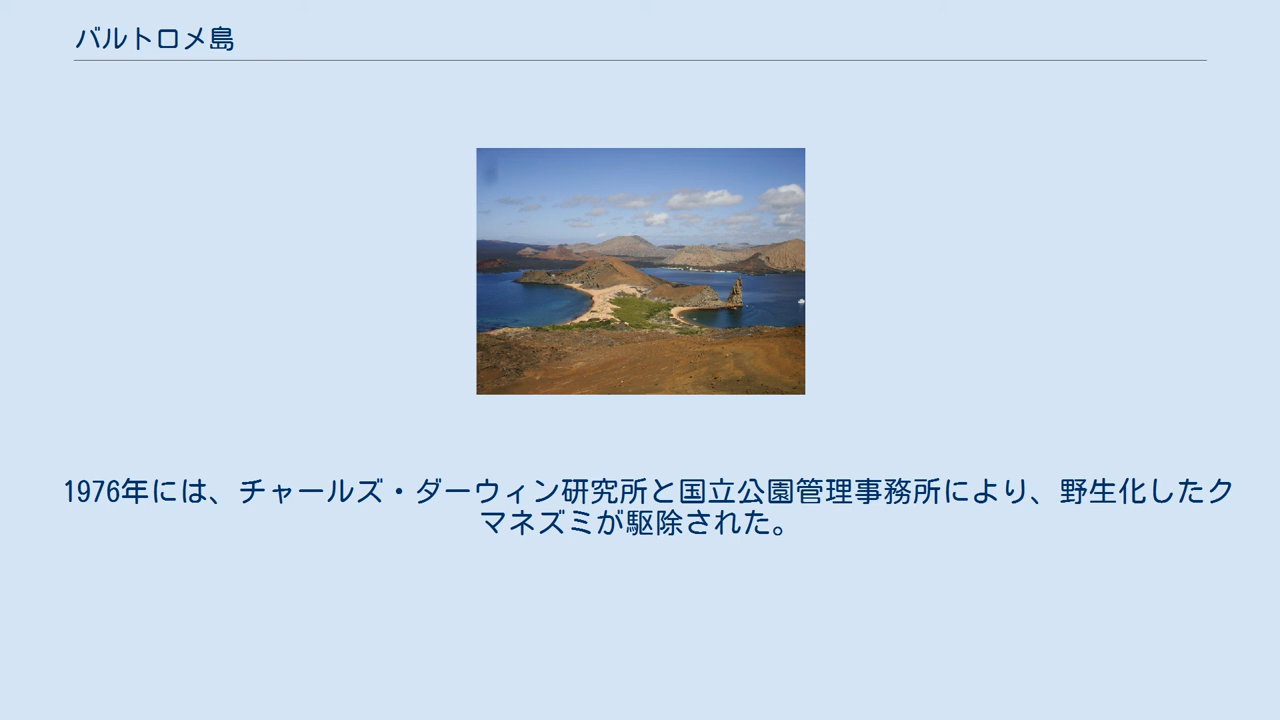 バルトロメ島
1976年には、チャールズ・ダーウィン研究所と国立公園管理事務所により、野生化したク
マネズミが駆除された。